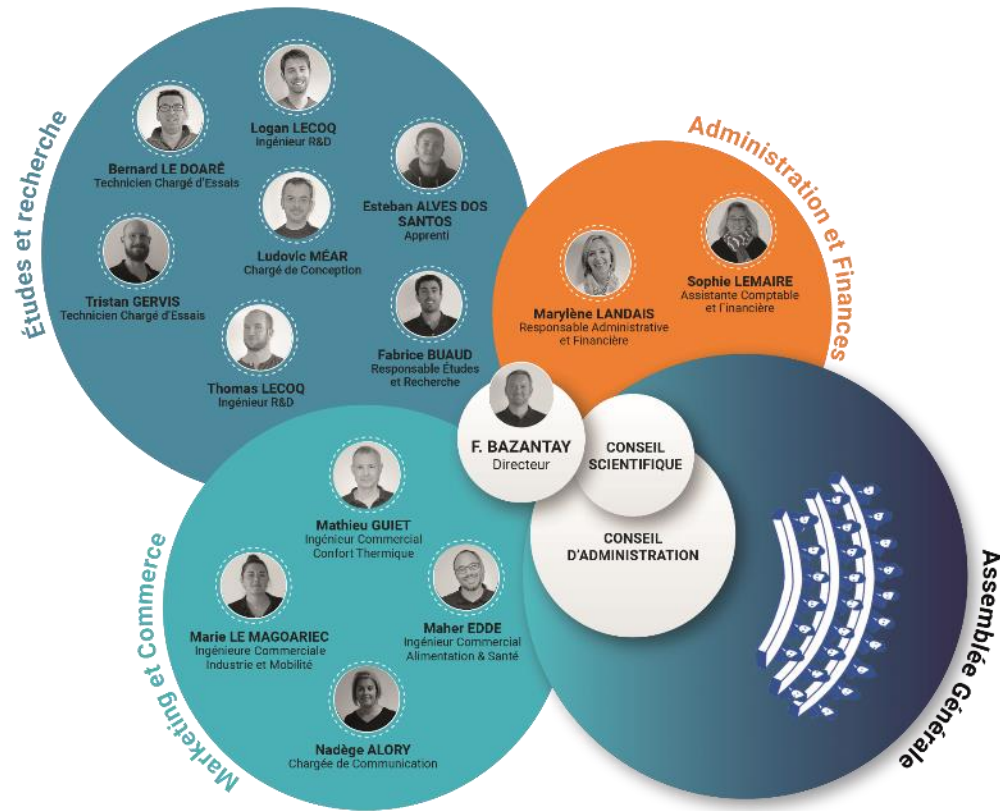 Études et recherche
Logan LECOQ
Ingénieur R&D
Bernard LE DOARÉ
Technicien Chargé d'Essais
Esteban ALVES DOS
SANTOS
Apprenti
Ludovic MÉAR
Chargé de Conception
Tristan GERVIS
Technicien Chargé d'Essais
Fabrice BUAUD
Responsable Études
et Recherche
Thomas LECOQ
Ingénieur R&D
Administration et Finances
Sophie LEMAIRE
Assistante Comptable
et Financière
Marylène LANDAIS
Responsable Administrative
et Financière
F. BAZANTAY
Directeur
CONSEIL
SCIENTIFIQUE
CONSEIL
D'ADMINISTRATION
Assemblée Générale
Marketing et Commerce
Mathieu GUIET
Ingénieur Commercial
Confort Thermique
Marie LE MAGOARIEC
Ingénieure Commerciale
Industrie et Mobilité
Maher EDDE
Ingénieur Commercial
Alimentation & Santé
Nadège ALORY
Chargée de Communication